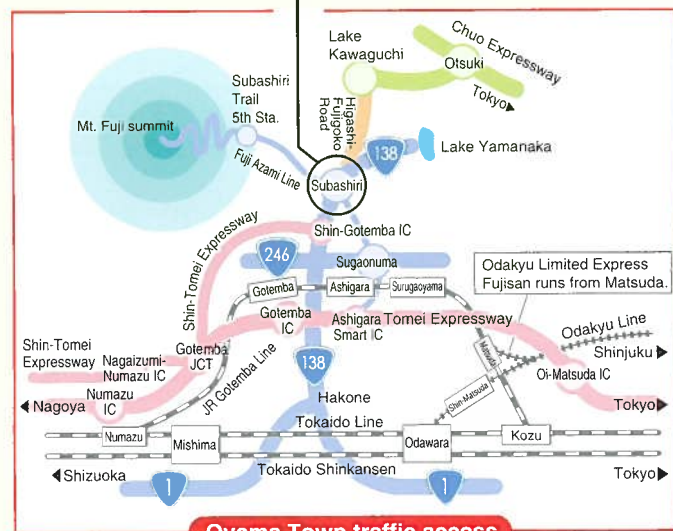 Lake
Kawaguchi
Chuo Expressway
Otsuki
Tokyo
Subashiri
Trail
5th Sta.
Mt. Fuji summit
Higashi-
Fujigoko
Road
Fuji Azami Line
138
Lake Yamanaka
Subashiri
Shin-Tomei Expressway
Shin-Gotemba IC
246
Sugaonuma
Odakyu Limited Express
Fujisan runs from Matsuda.
Gotemba
Ashigara
Surugaoyama
Gotemba
IC
Ashigara
Smart IC
Tomei Expressway
Odakyu Line
Shinjuku
Shin-Tomei
Expressway
Nagaizumi-
Numazu IC
Gotemba
JCT
JR Gotemba Line
138
Matsuda
Oi-Matsuda IC
Shin-Matsuda
Nagoya
Numazu
IC
Hakone
Tokyo
Tokaido Line
Numazu
Mishima
Odawara
Kozu
Shizuoka
Tokaido Shinkansen
Tokyo
1
1
Oyama Town traffic access